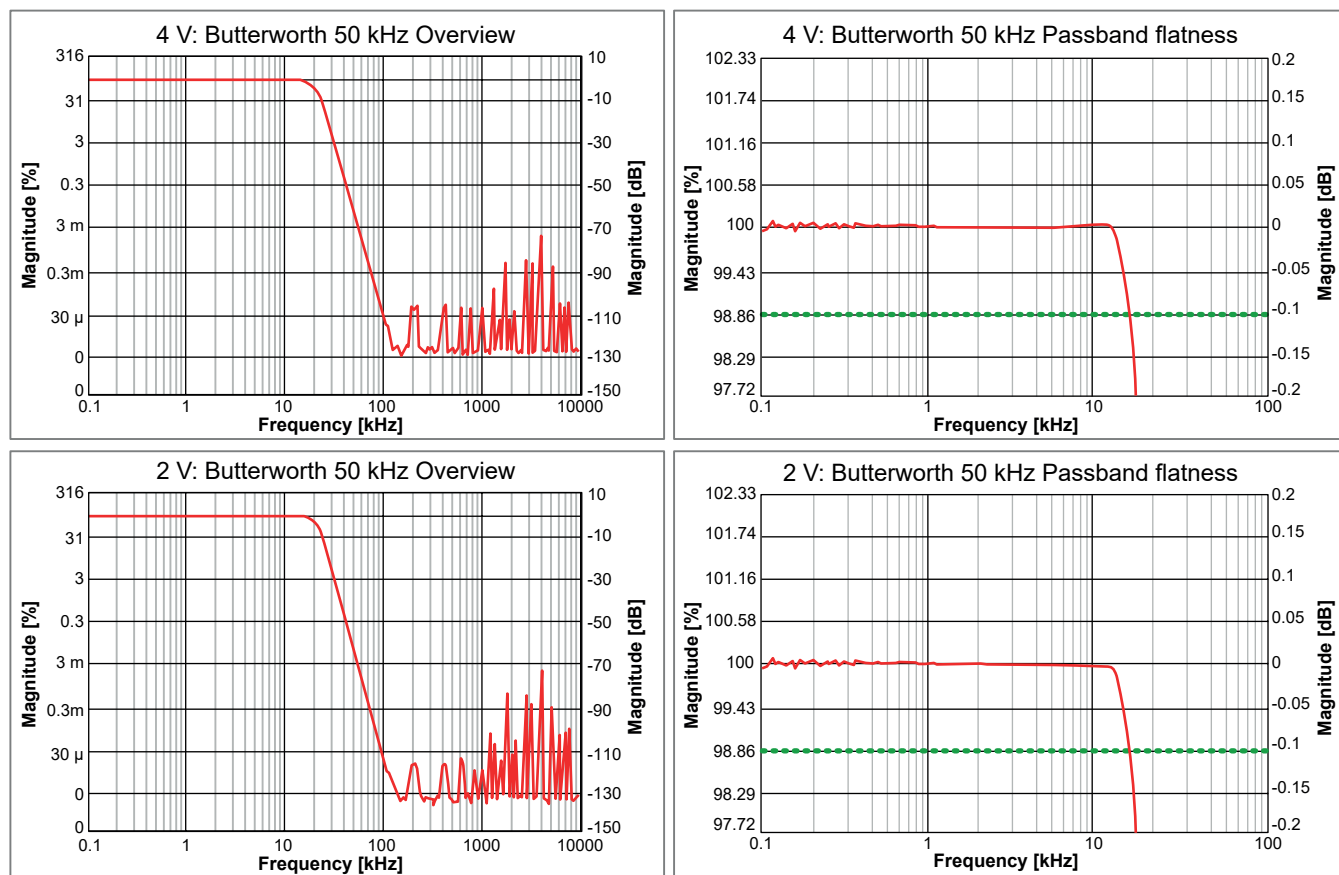 4 V: Butterworth 50 kHz Overview
316
31
3
0.3
3 m
0.3m
30 µ
0
0
Magnitude [%]
10
-10
-30
-50
-70
-90
-110
-130
-150
Magnitude [dB]
0.1 1 10 100 1000 10000
Frequency [kHz]
4 V: Butterworth 50 kHz Passband flatness
102.33
101.74
101.16
100.58
100
99.43
98.86
98.29
97.72
Magnitude [%]
0.2
0.15
0.1
0.05
0
-0.05
-0.1
-0.15
-0.2
Magnitude [dB]
0.1 1 10 100
Frequency [kHz]
2 V: Butterworth 50 kHz Overview
316
31
3
0.3
3 m
0.3m
30 µ
0
0
Magnitude [%]
10
-10
-30
-50
-70
-90
-110
-130
-150
Magnitude [dB]
0.1 1 10 100 1000 10000
Frequency [kHz]
2 V: Butterworth 50 kHz Passband flatness
102.33
101.74
101.16
100.58
100
99.43
98.86
98.29
97.72
Magnitude [%]
0.2
0.15
0.1
0.05
0
-0.05
-0.1
-0.15
-0.2
Magnitude [dB]
0.1 1 10 100
Frequency [kHz]